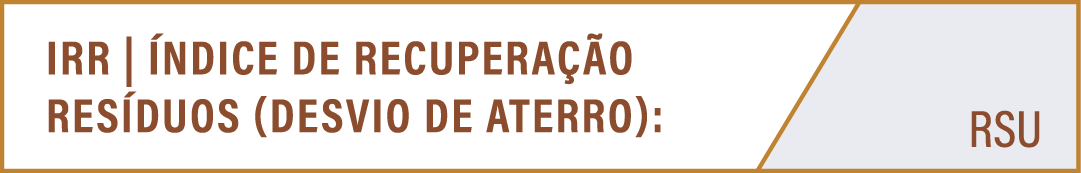 IRR | ÍNDICE DE RECUPERAÇÃO
RESÍDUOS (DESVIO DE ATERRO):
RSU